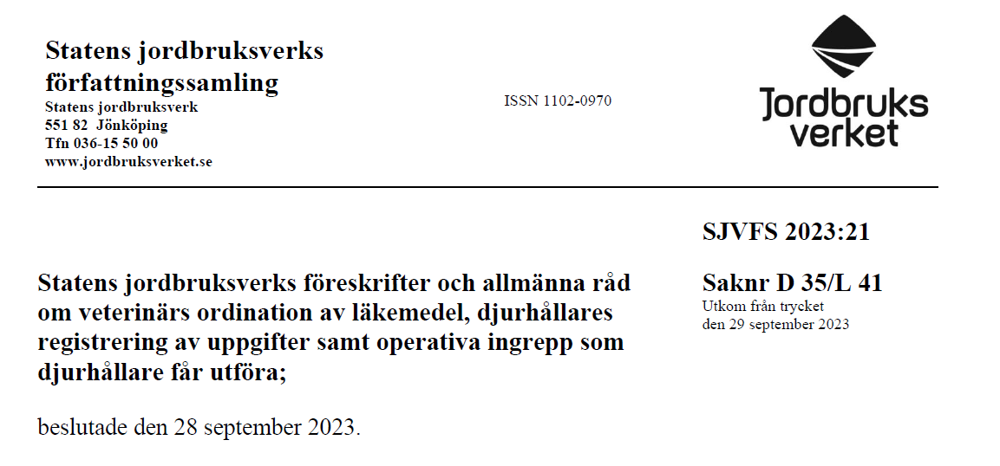 Statens jordbruksverks
författningssamling
Statens jordbruksverk
551 82  Jönköping
Tfn 036-15 50 00
www.jordbruksverket.se
ISSN 1102-0970
Jordbruks
verket
SJVFS 2023:21
Statens jordbruksverks föreskrifter och allmänna råd
om veterinärs ordination av läkemedel, djurhållares
registrering av uppgifter samt operativa ingrepp som
djurhållare får utföra;
Saknr D 35/L 41
Utkom från trycket
den 29 september 2023
beslutade den 28 september 2023.